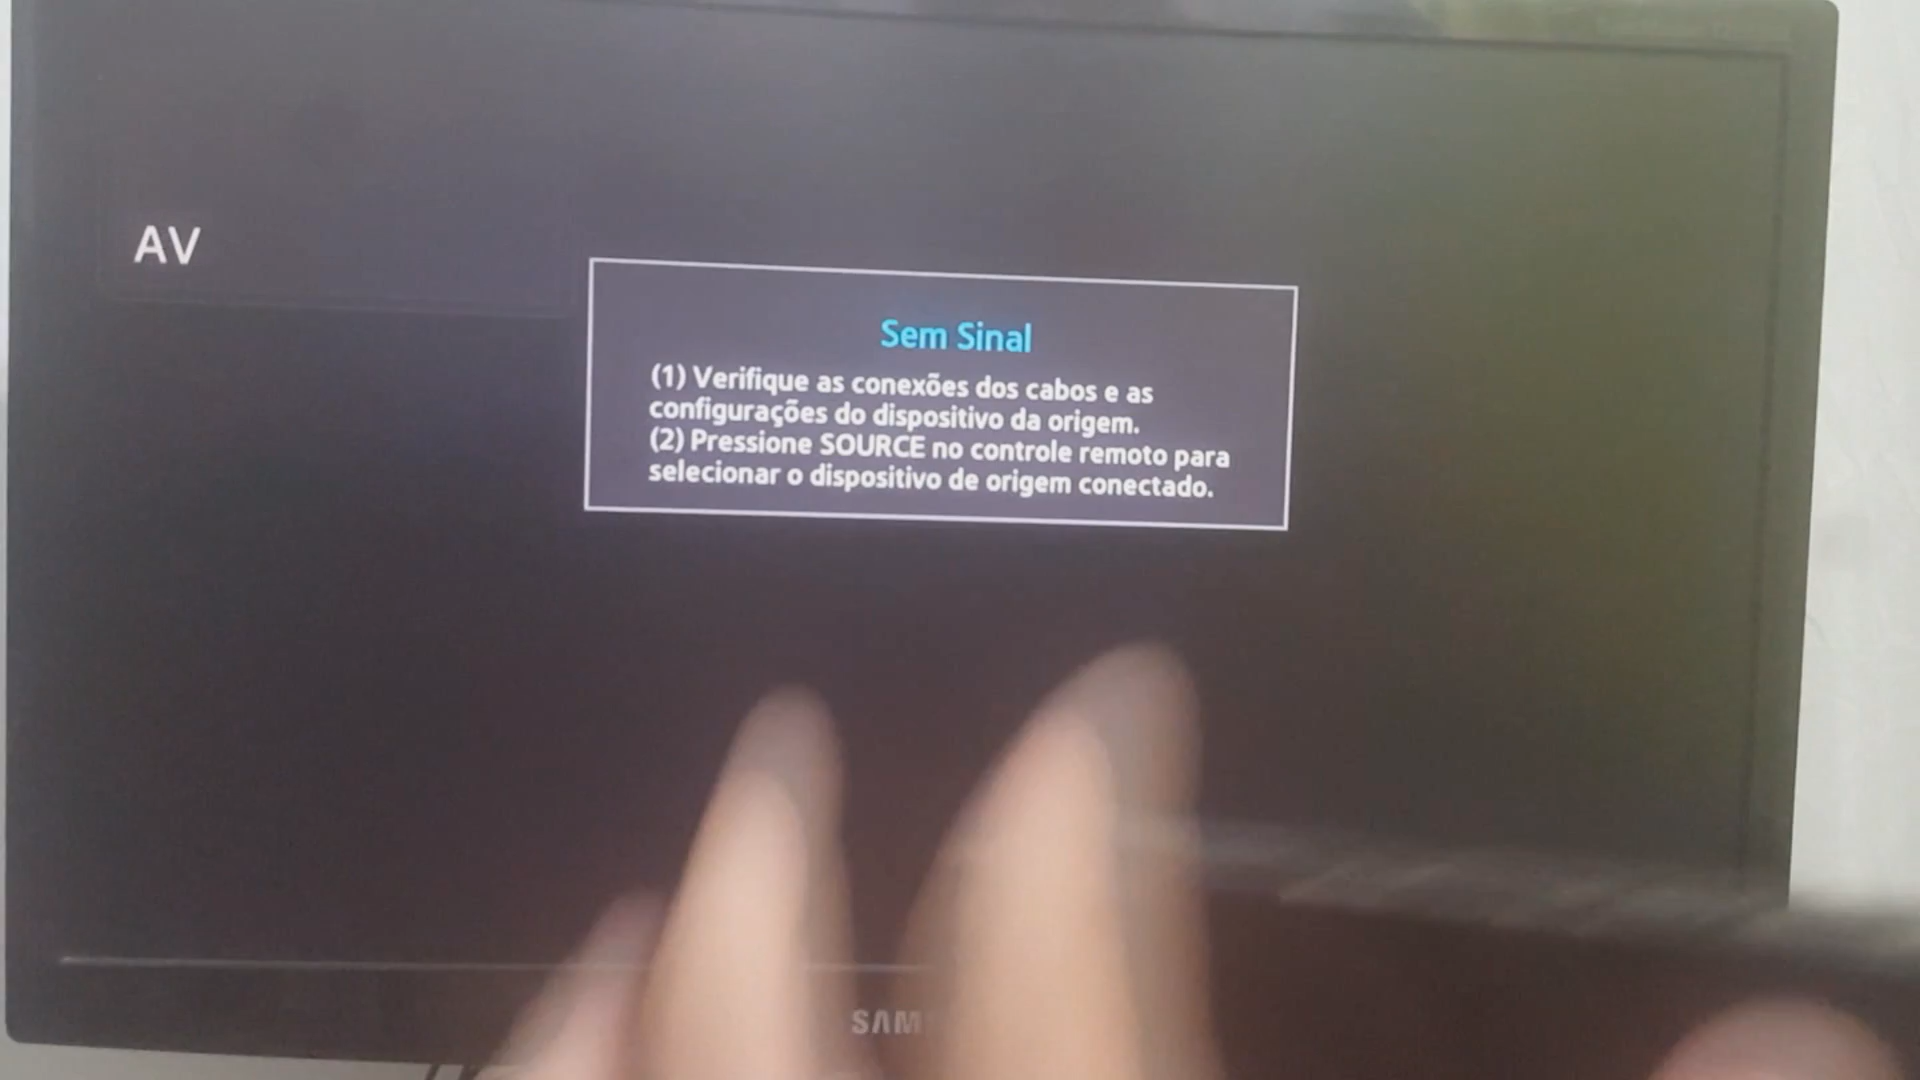 AV
Sem Sinal
(1) Verifique as conexões dos cabos e as
configurações do dispositivo da origem.
(2) Pressione SOURCE no controle remoto para
selecionar o dispositivo de origem conectado.
SAM